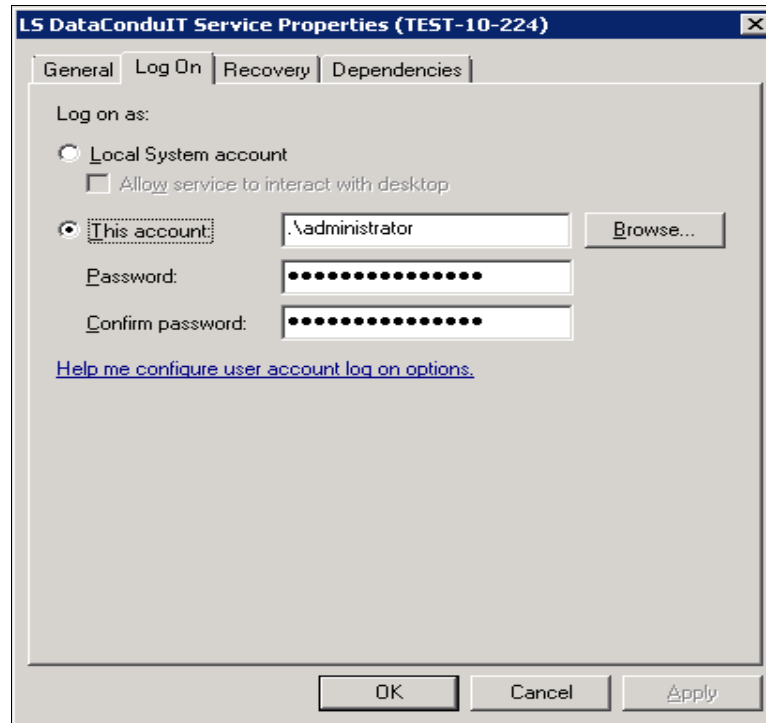 LS DataConduIT Service Properties (TEST-10-224)
General Log On Recovery Dependencies
Log on as:
Local System account
Allow service to interact with desktop
This account: .\administrator Browse...
Password: ●●●●●●●●●●●●●●●
Confirm password: ●●●●●●●●●●●●●●●
Help me configure user account log on options.
OK Cancel Apply